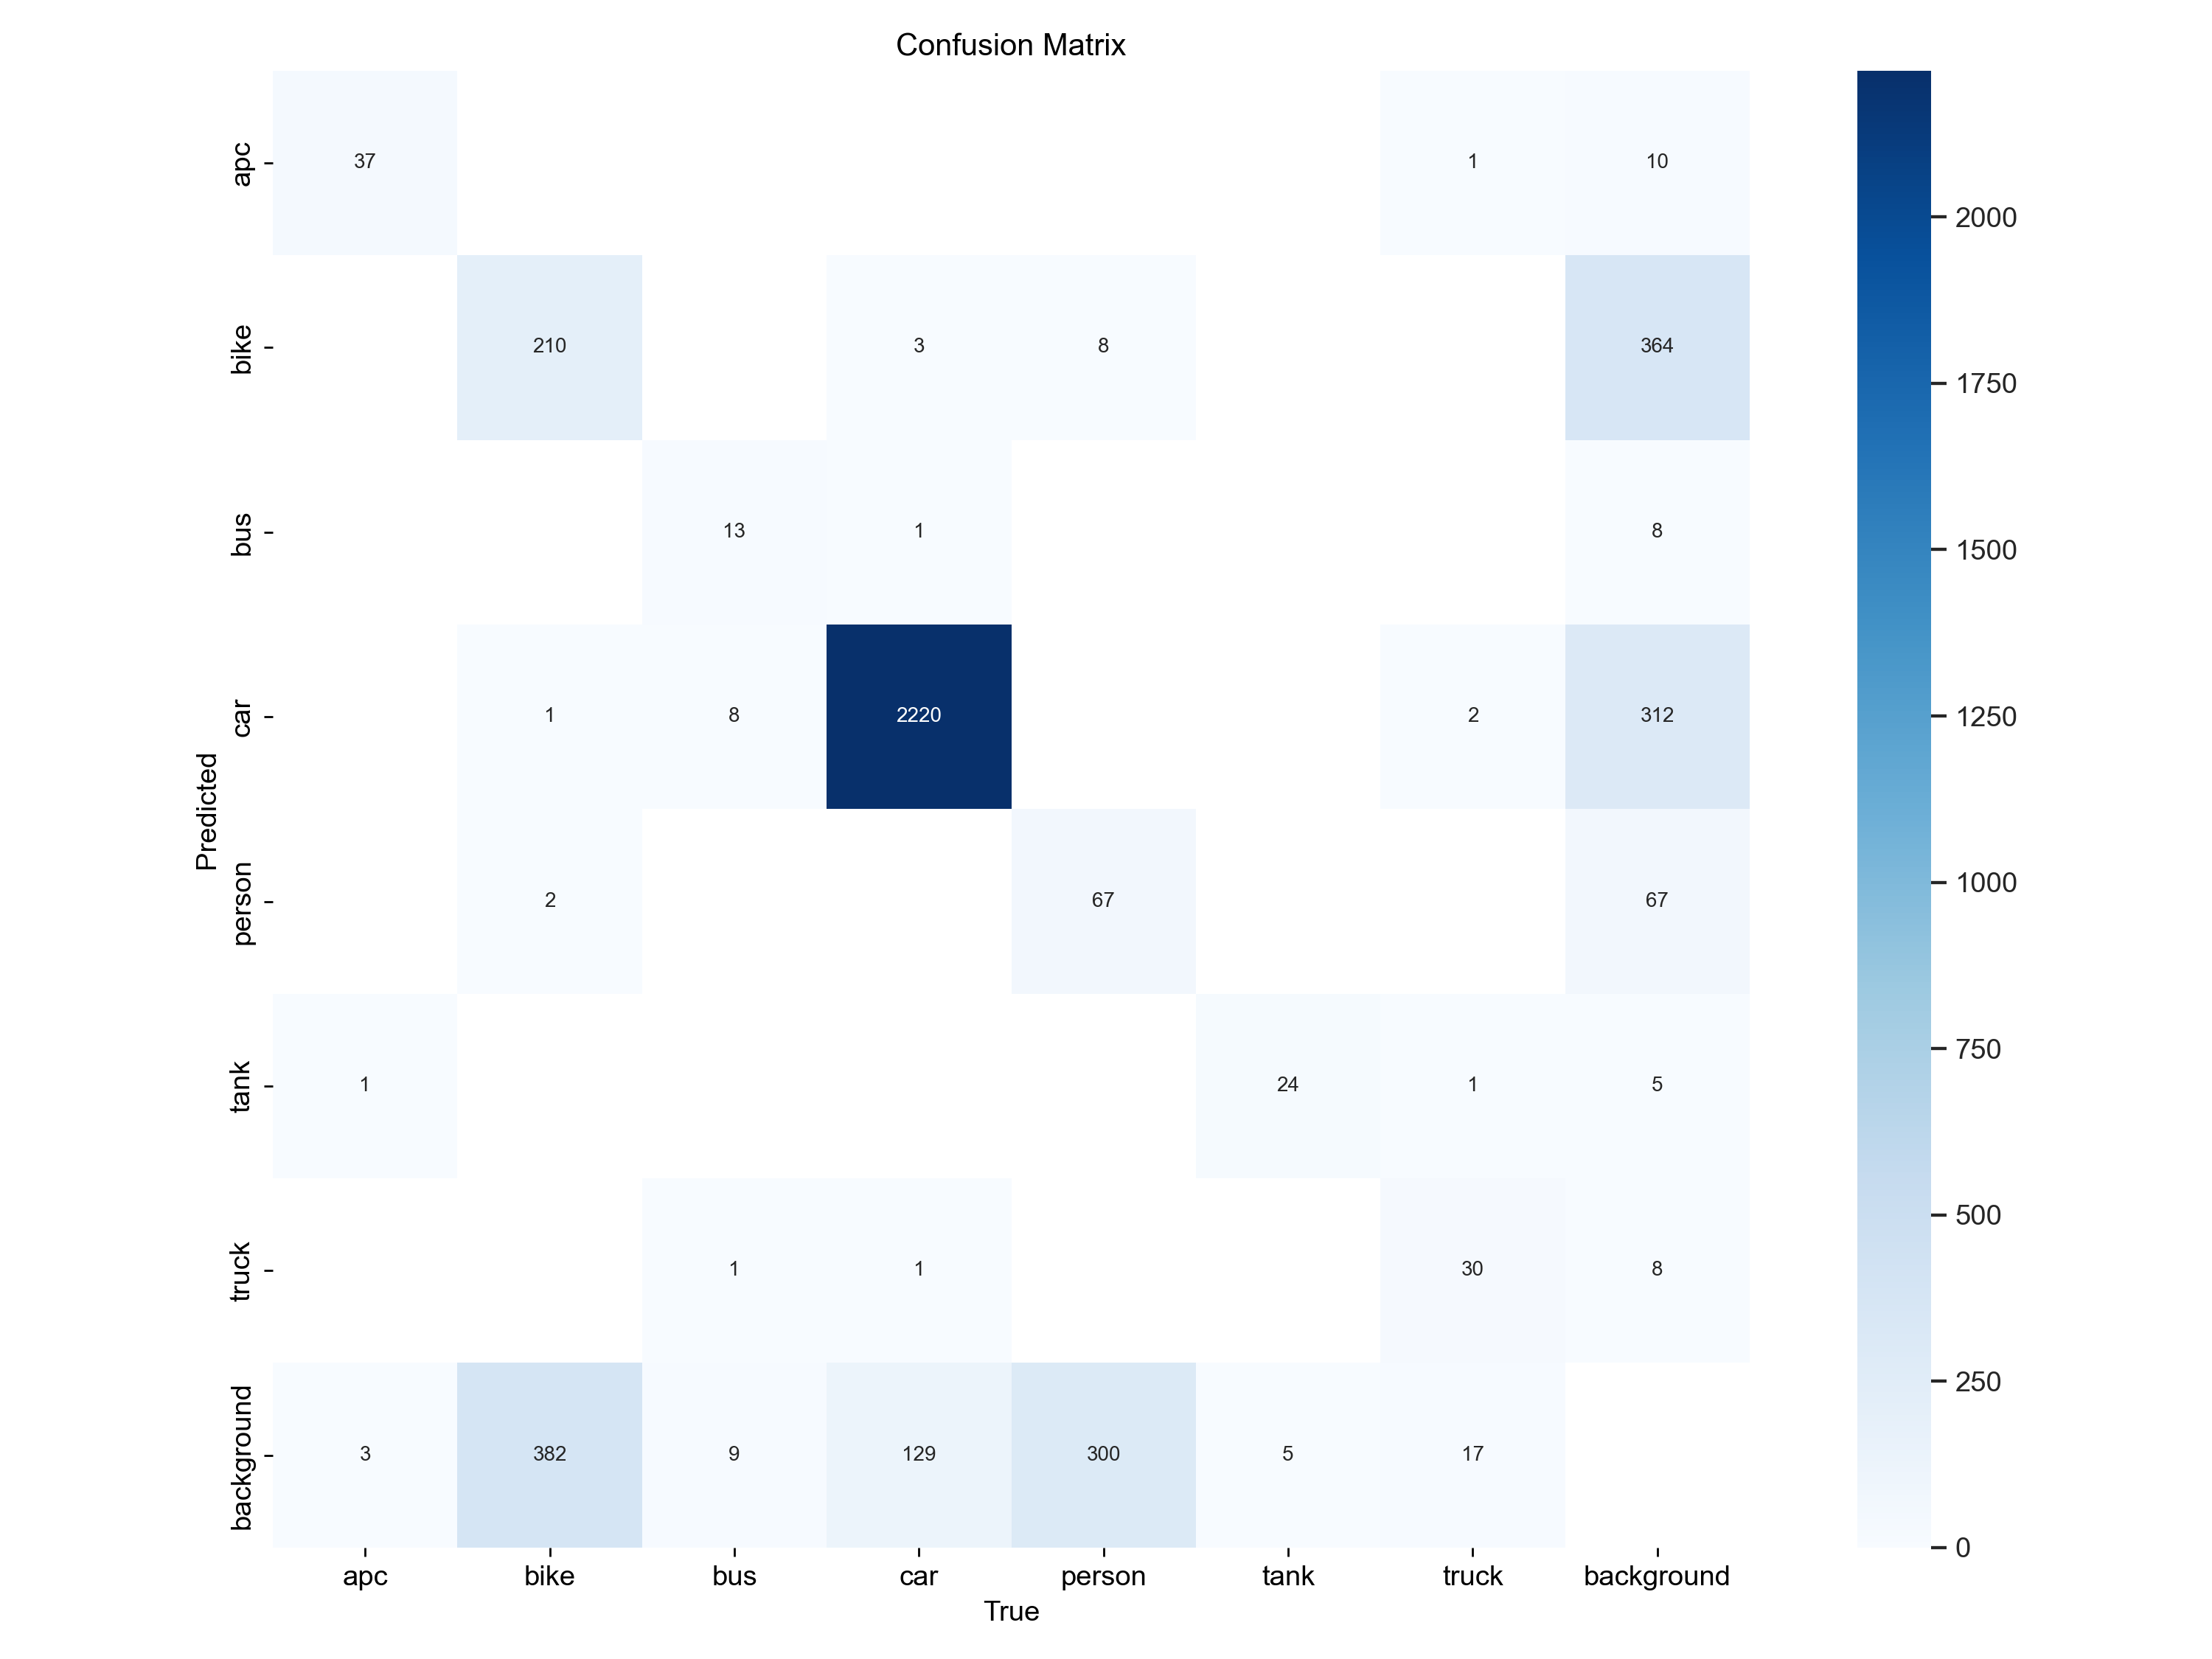 Confusion Matrix
apc 37 1 10
bike 210 3 8 364
bus 13 1 8
car 1 8 2220 2 312
person 2 67 67
tank 1 24 1 5
truck 1 1 30 8
background 3 382 9 129 300 5 17
apc bike bus car person tank truck background
True
Predicted
2000
1750
1500
1250
1000
750
500
250
0